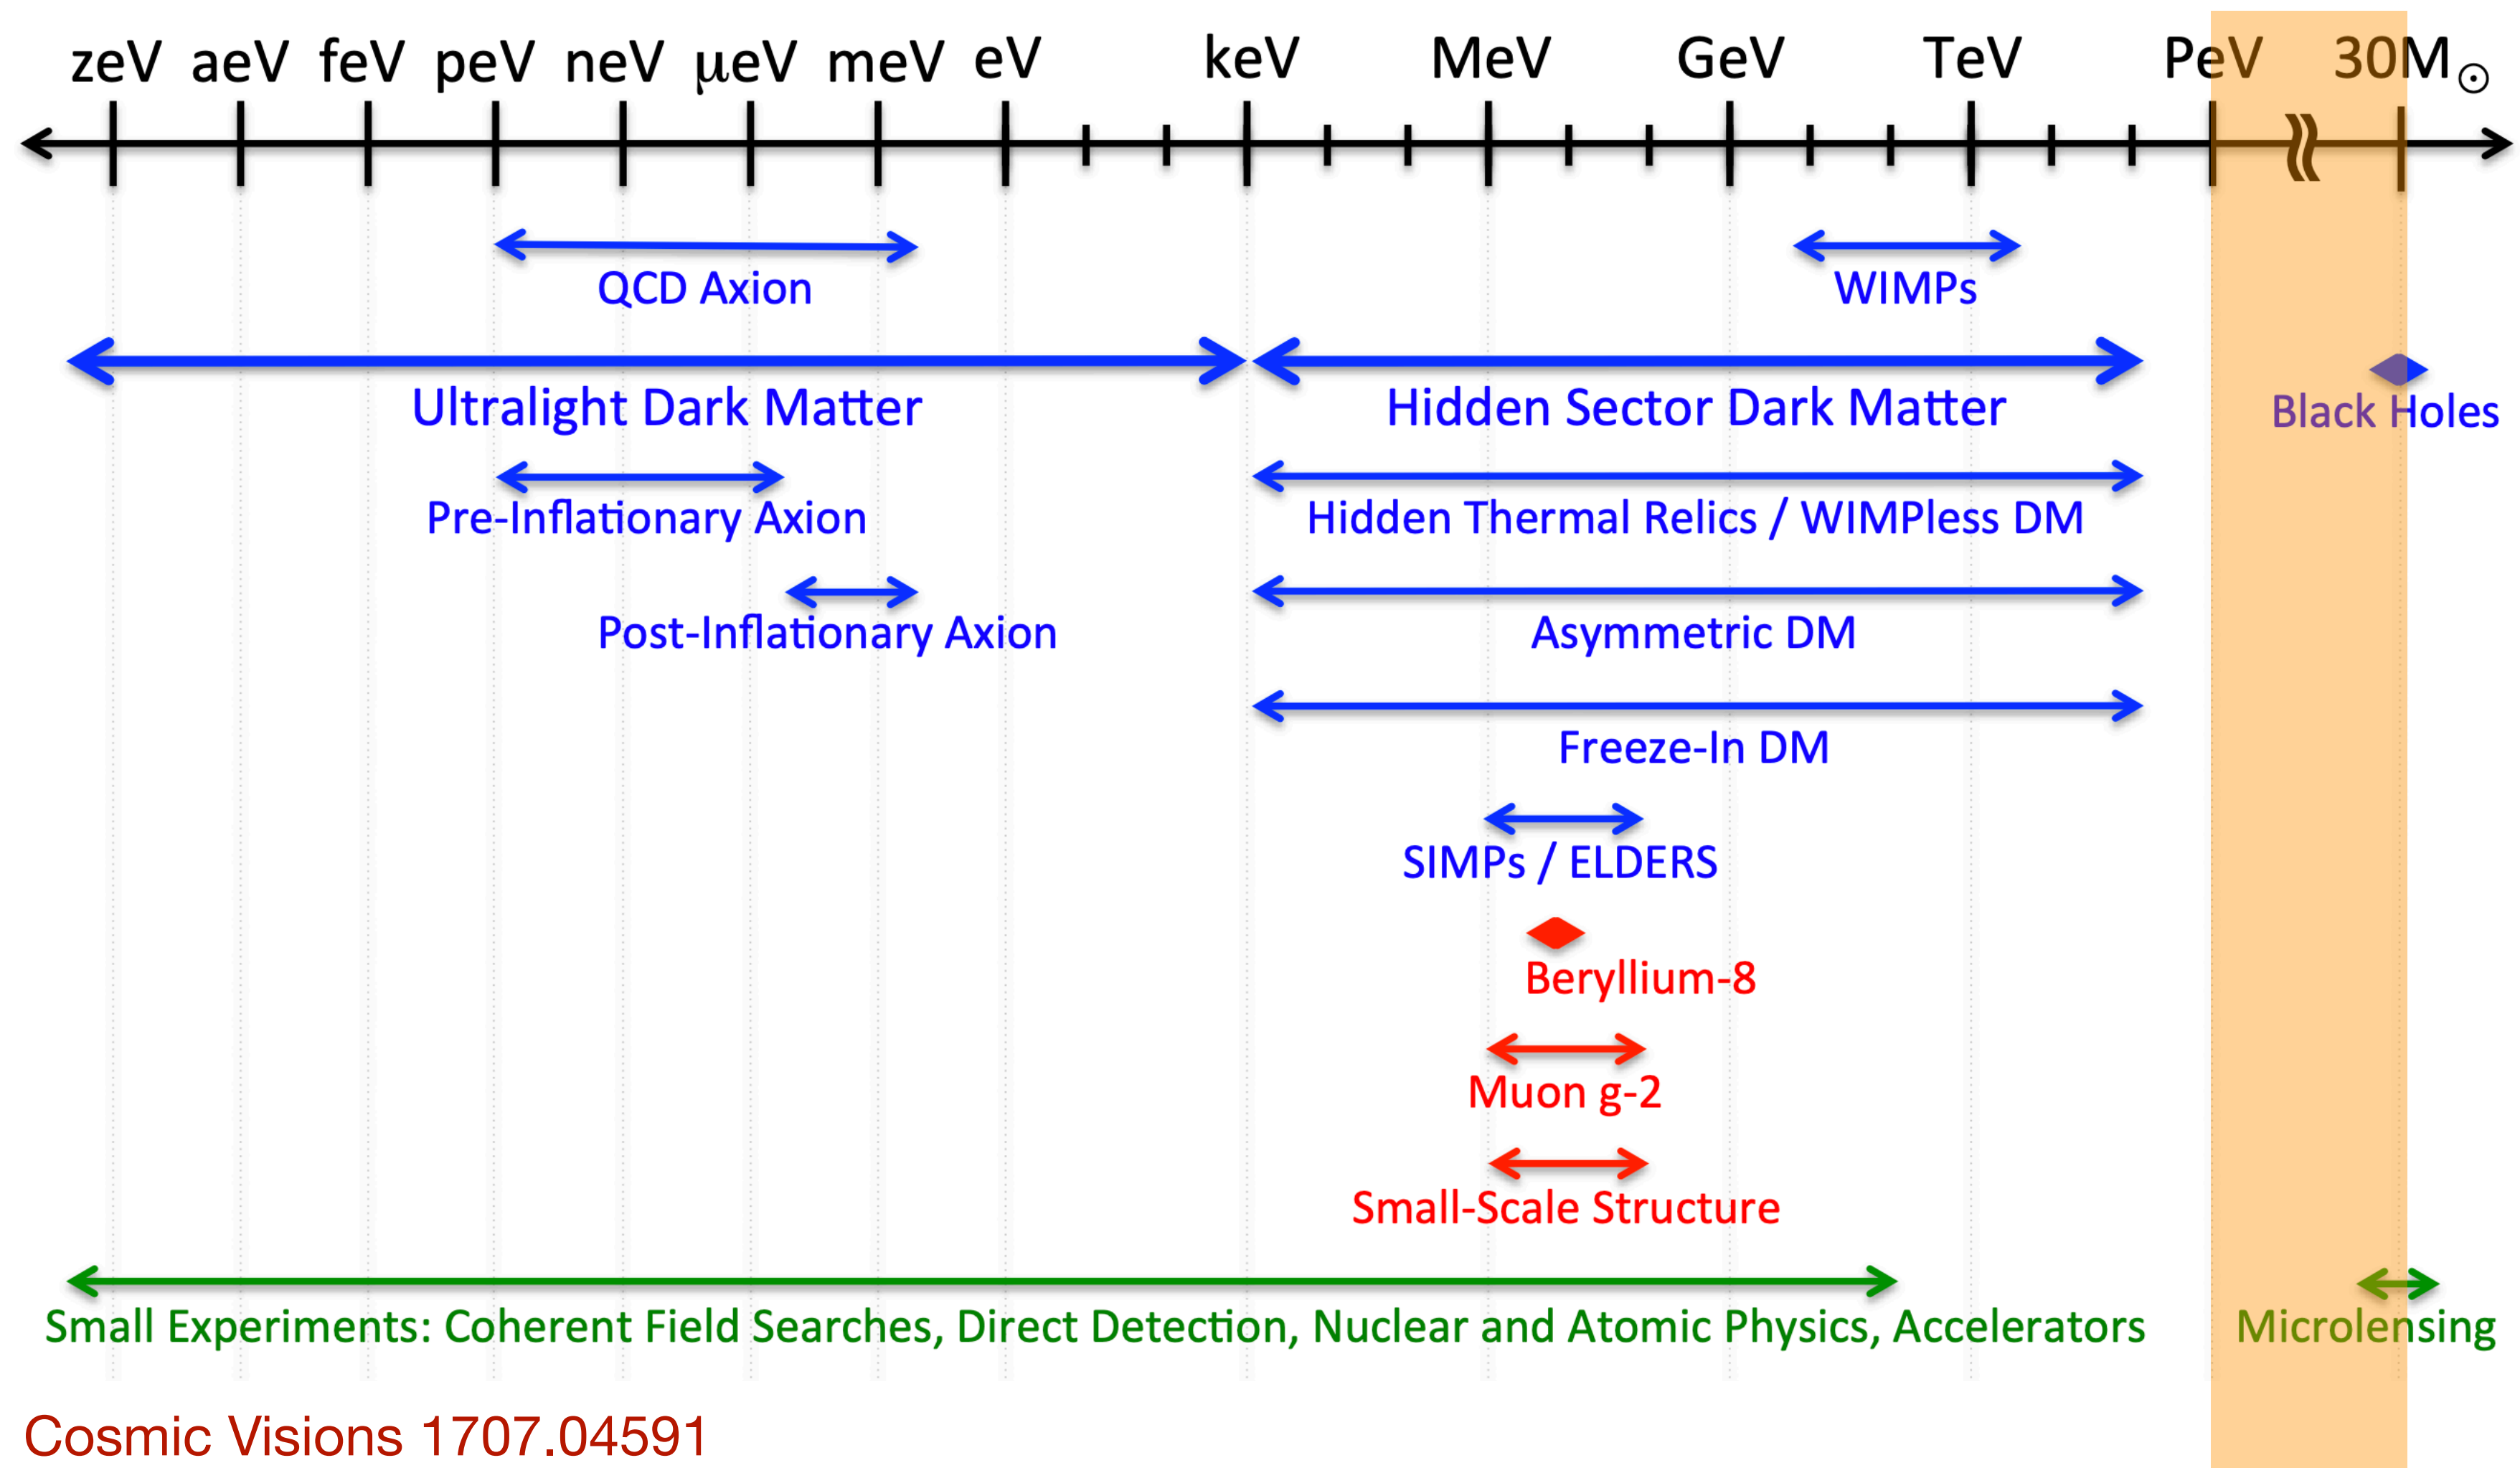 zeV aeV feV peV neV μeV meV eV keV MeV GeV TeV PeV 30M☉
QCD Axion WIMPs
Ultralight Dark Matter Hidden Sector Dark Matter Black Holes
Pre-Inflationary Axion Hidden Thermal Relics / WIMPless DM
Post-Inflationary Axion Asymmetric DM
Freeze-In DM
SIMPs / ELDERS
Beryllium-8
Muon g-2
Small-Scale Structure
Small Experiments: Coherent Field Searches, Direct Detection, Nuclear and Atomic Physics, Accelerators Microlensing
Cosmic Visions 1707.04591